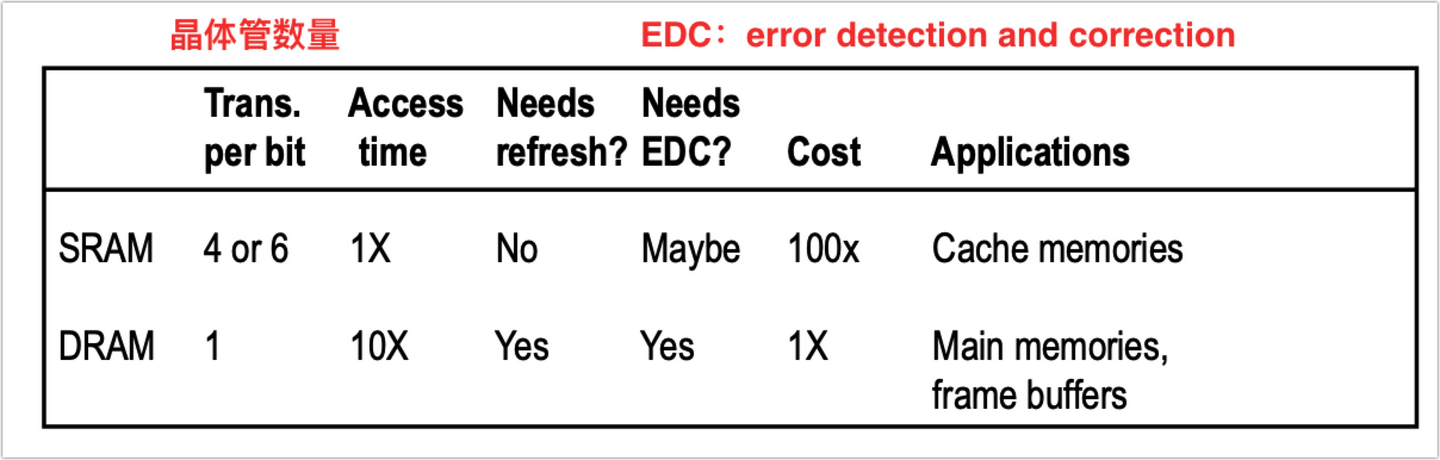 晶体管数量 EDC：error detection and correction
Trans. Access Needs Needs
per bit time refresh? EDC? Cost Applications
SRAM 4 or 6 1X No Maybe 100x Cache memories
DRAM 1 10X Yes Yes 1X Main memories,
frame buffers